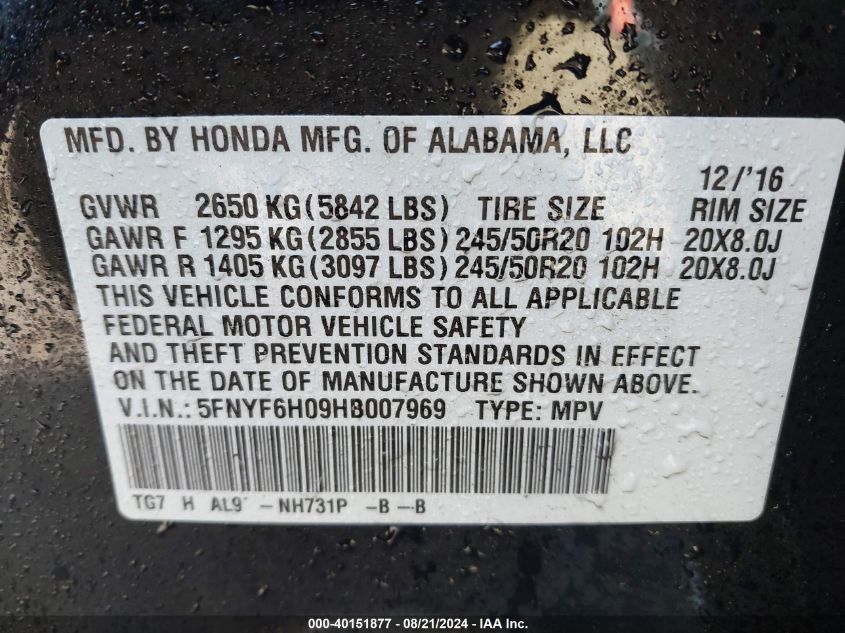 MFD. BY HONDA MFG. OF ALABAMA, LLC
12/'16
GVWR 2650 KG(5842 LBS) TIRE SIZE RIM SIZE
GAWR F 1295 KG(2855 LBS) 245/50R20 102H 20X8.0J
GAWR R 1405 KG(3097 LBS) 245/50R20 102H 20X8.0J
THIS VEHICLE CONFORMS TO ALL APPLICABLE
FEDERAL MOTOR VEHICLE SAFETY
AND THEFT PREVENTION STANDARDS IN EFFECT
ON THE DATE OF MANUFACTURE SHOWN ABOVE.
V.I.N.: 5FNYF6H09HB007969 TYPE: MPV
TG7 H AL9 - NH731P -B -B
000-40151877 - 08/21/2024 - IAAI.com